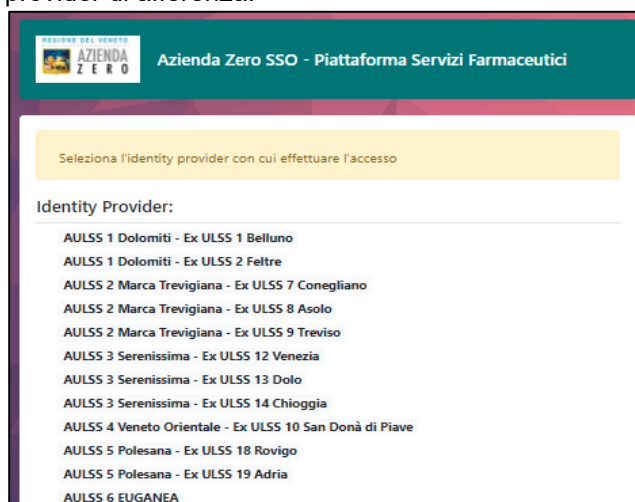 provider di afferenza.
REGIONE DEL VENETO
AZIENDA
ZERO
Azienda Zero SSO - Piattaforma Servizi Farmaceutici
Seleziona l'identity provider con cui effettuare l'accesso
Identity Provider:
AULSS 1 Dolomiti - Ex ULSS 1 Belluno
AULSS 1 Dolomiti - Ex ULSS 2 Feltre
AULSS 2 Marca Trevigiana - Ex ULSS 7 Conegliano
AULSS 2 Marca Trevigiana - Ex ULSS 8 Asolo
AULSS 2 Marca Trevigiana - Ex ULSS 9 Treviso
AULSS 3 Serenissima - Ex ULSS 12 Venezia
AULSS 3 Serenissima - Ex ULSS 13 Dolo
AULSS 3 Serenissima - Ex ULSS 14 Chioggia
AULSS 4 Veneto Orientale - Ex ULSS 10 San Donà di Piave
AULSS 5 Polesana - Ex ULSS 18 Rovigo
AULSS 5 Polesana - Ex ULSS 19 Adria
AULSS 6 EUGANEA